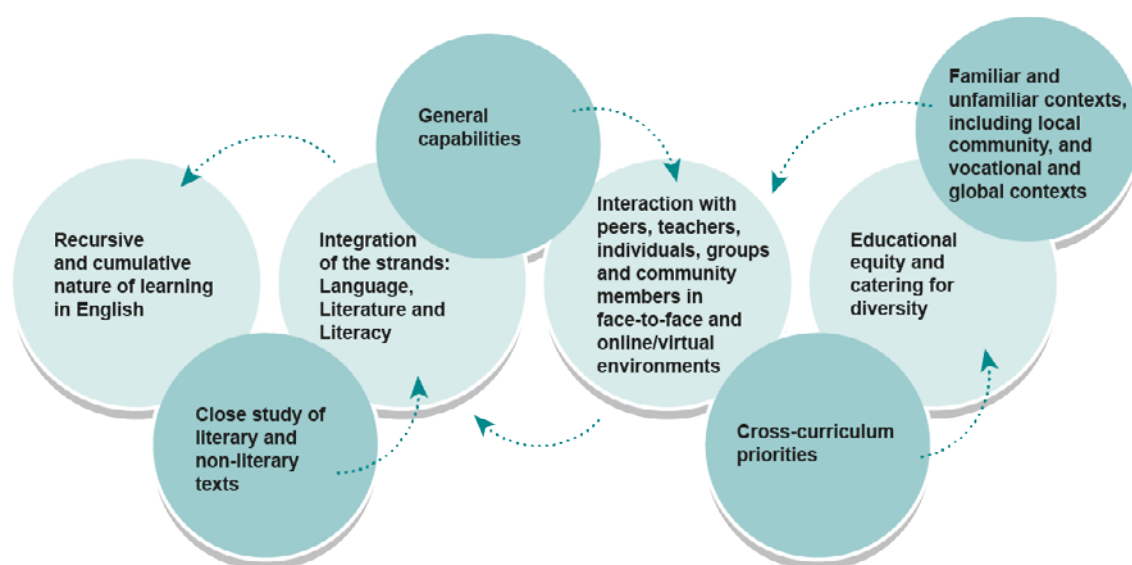 General
capabilities
Familiar and
unfamiliar contexts,
including local
community, and
vocational and
global contexts
Recursive
and cumulative
nature of learning
in English
Integration
of the strands:
Language,
Literature and
Literacy
Interaction with
peers, teachers,
individuals, groups
and community
members in
face-to-face and
online/virtual
environments
Educational
equity and
catering for
diversity
Close study of
literary and
non-literary
texts
Cross-curriculum
priorities